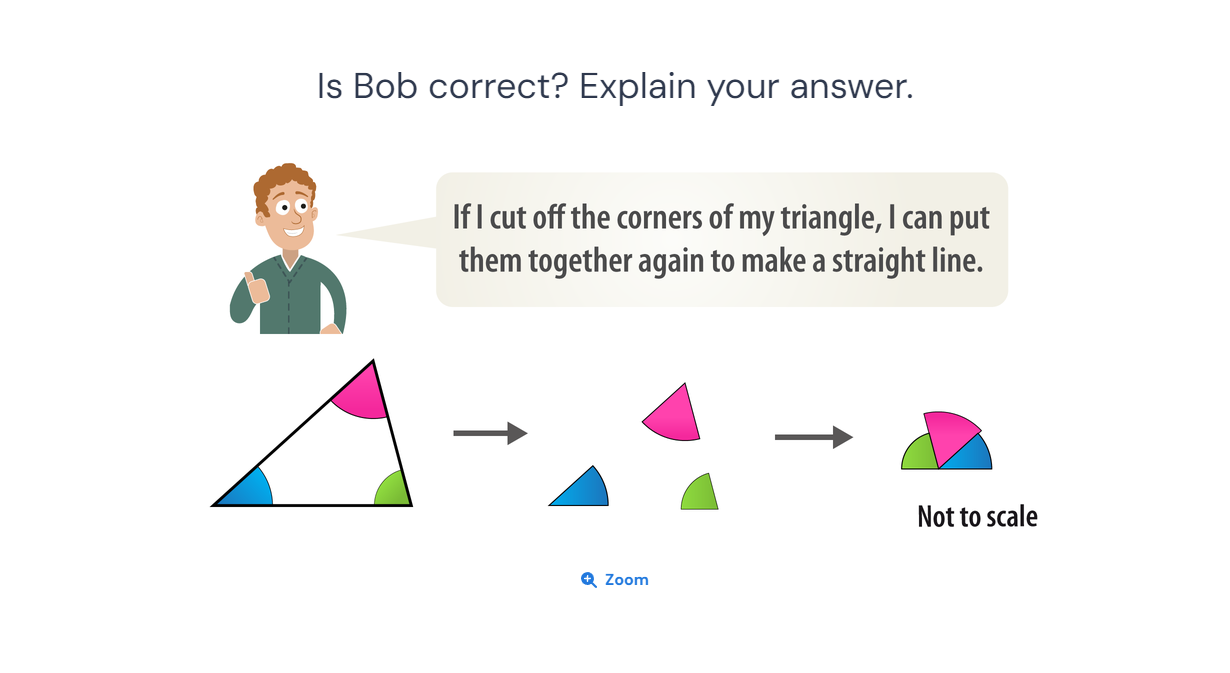 Is Bob correct? Explain your answer.
If I cut off the corners of my triangle, I can put
them together again to make a straight line.
Not to scale
Zoom